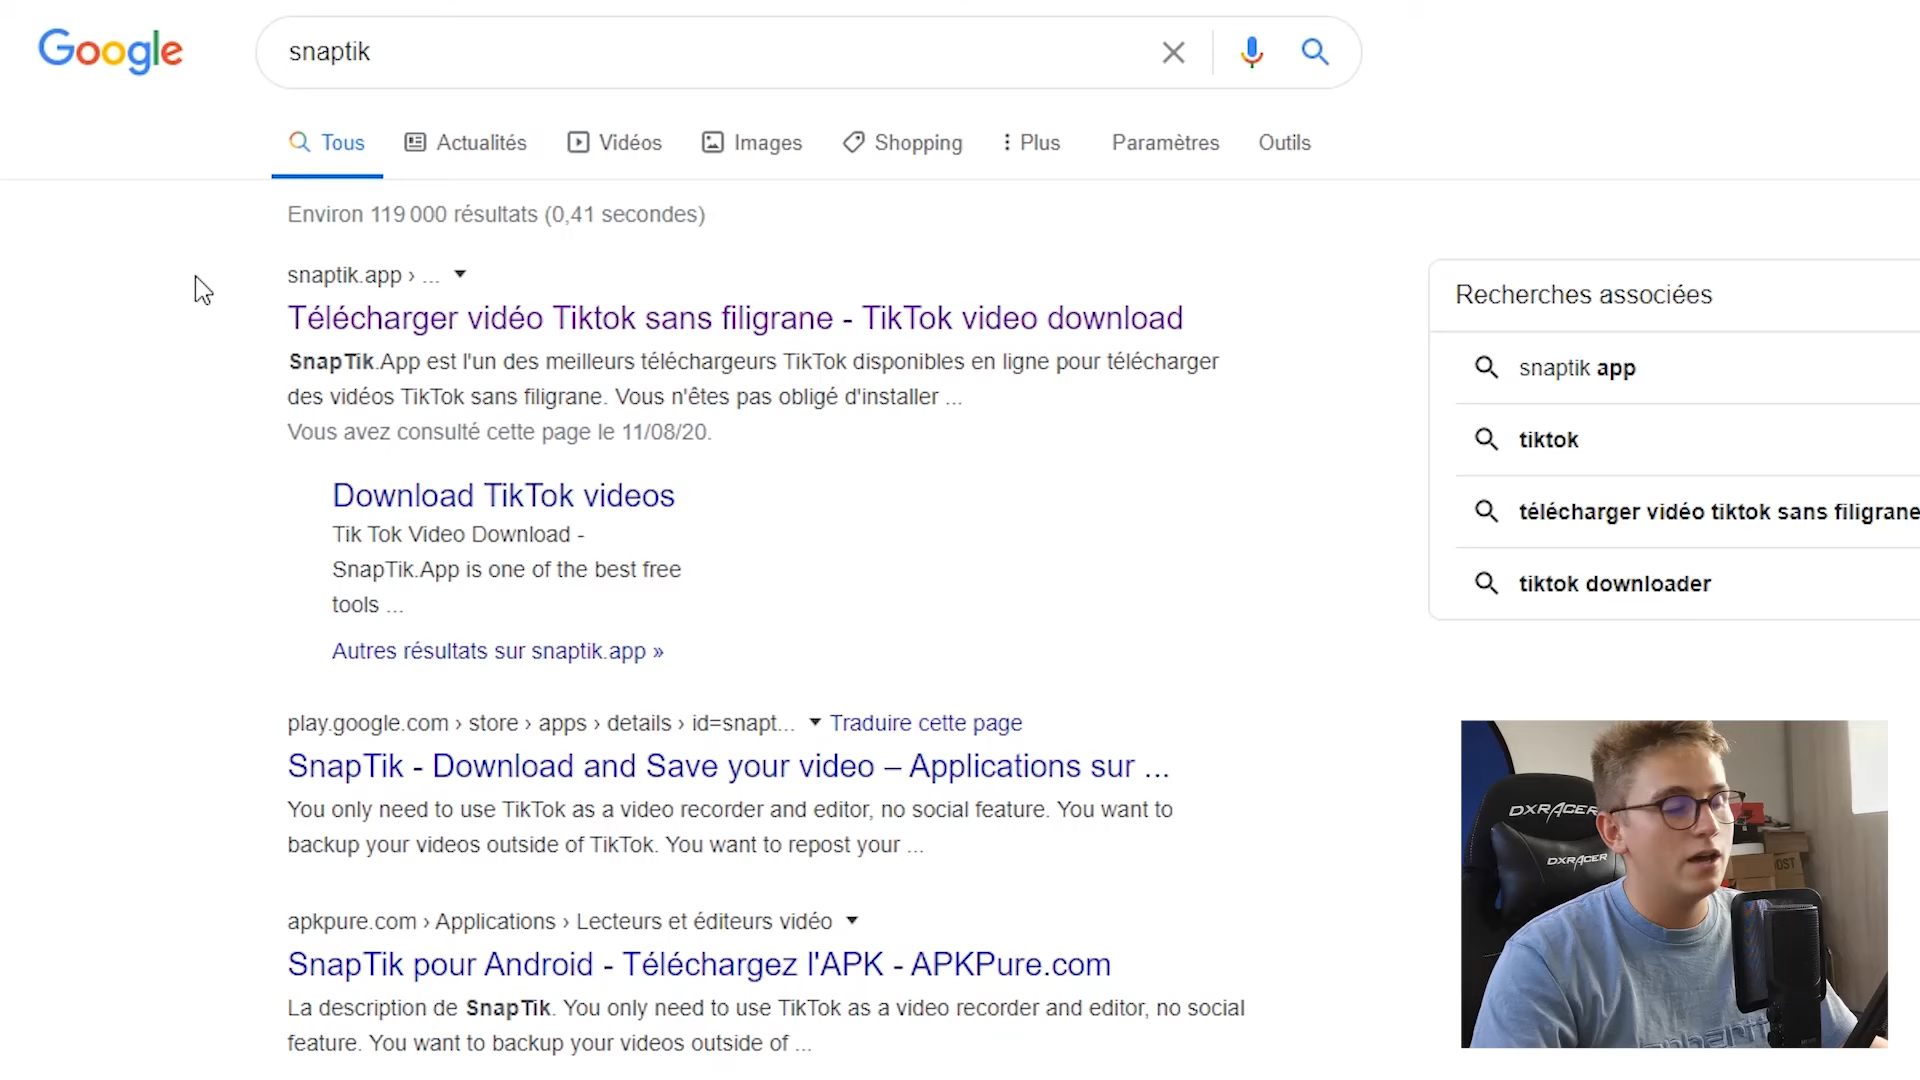 Google
snaptik
Tous
Actualités
Vidéos
Images
Shopping
Plus
Paramètres
Outils
Environ 119 000 résultats (0,41 secondes)
snaptik.app › ...
Télécharger vidéo Tiktok sans filigrane - TikTok video download
SnapTik.App est l'un des meilleurs téléchargeurs TikTok disponibles en ligne pour télécharger
des vidéos TikTok sans filigrane. Vous n'êtes pas obligé d'installer ...
Vous avez consulté cette page le 11/08/20.
Download TikTok videos
Tik Tok Video Download -
SnapTik.App is one of the best free
tools ...
Autres résultats sur snaptik.app »
play.google.com › store › apps › details › id=snapt... Traduire cette page
SnapTik - Download and Save your video – Applications sur ...
You only need to use TikTok as a video recorder and editor, no social feature. You want to
backup your videos outside of TikTok. You want to repost your ...
apkpure.com › Applications › Lecteurs et éditeurs vidéo
SnapTik pour Android - Téléchargez l'APK - APKPure.com
La description de SnapTik. You only need to use TikTok as a video recorder and editor, no social
feature. You want to backup your videos outside of ...
Recherches associées
snaptik app
tiktok
télécharger vidéo tiktok sans filigrane
tiktok downloader
DXRACER
DXRACER